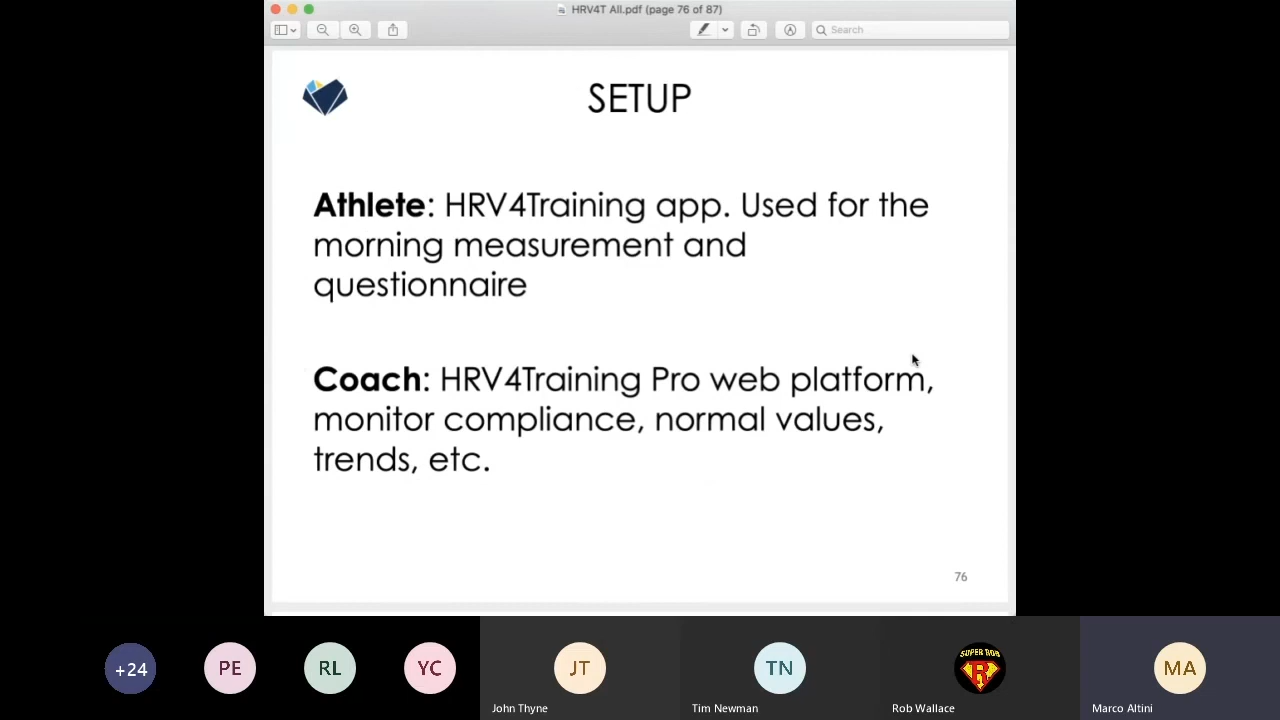 HRV4T All.pdf (page 76 of 87)
Search
SETUP
Athlete: HRV4Training app. Used for the
morning measurement and
questionnaire
Coach: HRV4Training Pro web platform,
monitor compliance, normal values,
trends, etc.
76
+24
PE
RL
YC
JT
TN
SUPER ROB
R
MA
John Thyne
Tim Newman
Rob Wallace
Marco Altini